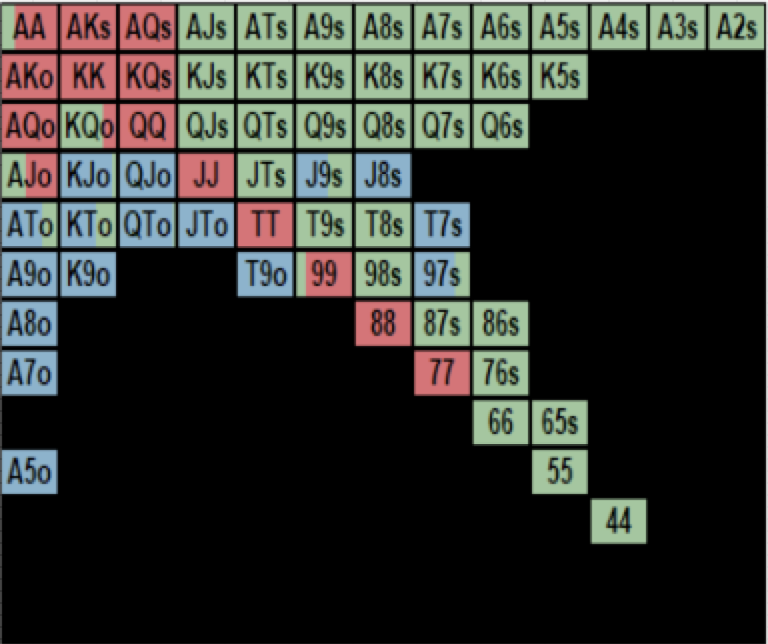 AA AKs AQs AJs ATs A9s A8s A7s A6s A5s A4s A3s A2s
AKo KK KQs KJs KTs K9s K8s K7s K6s K5s
AQo KQo QQ QJs QTs Q9s Q8s Q7s Q6s
AJo KJo QJo JJ JTs J9s J8s
ATo KTo QTo JTo TT T9s T8s T7s
A9o K9o T9o 99 98s 97s
A8o 88 87s 86s
A7o 77 76s
66 65s
A5o 55
44